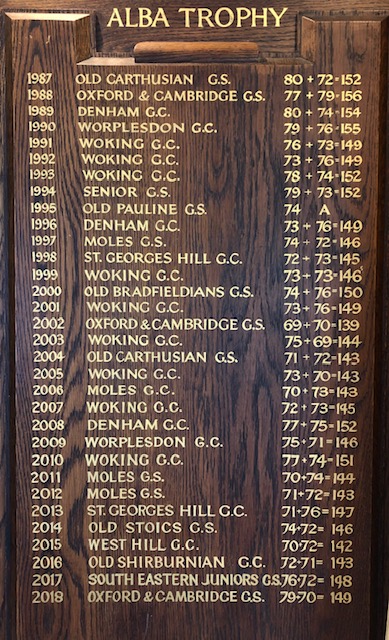 ALBA TROPHY
1987 OLD CARTHUSIAN G.S. 80 + 72 = 152
1988 OXFORD & CAMBRIDGE G.S. 77 + 79 = 156
1989 DENHAM G.C. 80 + 74 = 154
1990 WORPLESDON G.C. 79 + 76 = 155
1991 WOKING G.C. 76 + 73 = 149
1992 WOKING G.C. 73 + 76 = 149
1993 WOKING G.C. 78 + 74 = 152
1994 SENIOR G.S. 79 + 73 = 152
1995 OLD PAULINE G.S. 74 A
1996 DENHAM G.C. 73 + 76 = 149
1997 MOLES G.S. 74 + 72 = 146
1998 ST. GEORGES HILL G.C. 72 + 73 = 145
1999 WOKING G.C. 73 + 73 = 146
2000 OLD BRADFIELDIANS G.S. 74 + 76 = 150
2001 WOKING G.C. 73 + 76 = 149
2002 OXFORD & CAMBRIDGE G.S. 69 + 70 = 139
2003 WOKING G.C. 75 + 69 = 144
2004 OLD CARTHUSIAN G.S. 71 + 72 = 143
2005 WOKING G.C. 73 + 70 = 143
2006 MOLES G.C. 70 + 73 = 143
2007 WOKING G.C. 72 + 73 = 145
2008 DENHAM G.C. 77 + 75 = 152
2009 WORPLESDON G.C. 75 + 71 = 146
2010 WOKING G.C. 77 + 74 = 151
2011 MOLES G.S. 70 + 74 = 144
2012 MOLES G.S. 71 + 72 = 143
2013 ST. GEORGES HILL G.C. 71 + 76 = 147
2014 OLD STOICS G.S. 74 + 72 = 146
2015 WEST HILL G.C. 70-72 = 142
2016 OLD SHIRBURNIAN G.C. 72-71 = 143
2017 SOUTH EASTERN JUNIORS G.S. 76-72 = 148
2018 OXFORD & CAMBRIDGE G.S. 79-70 = 149